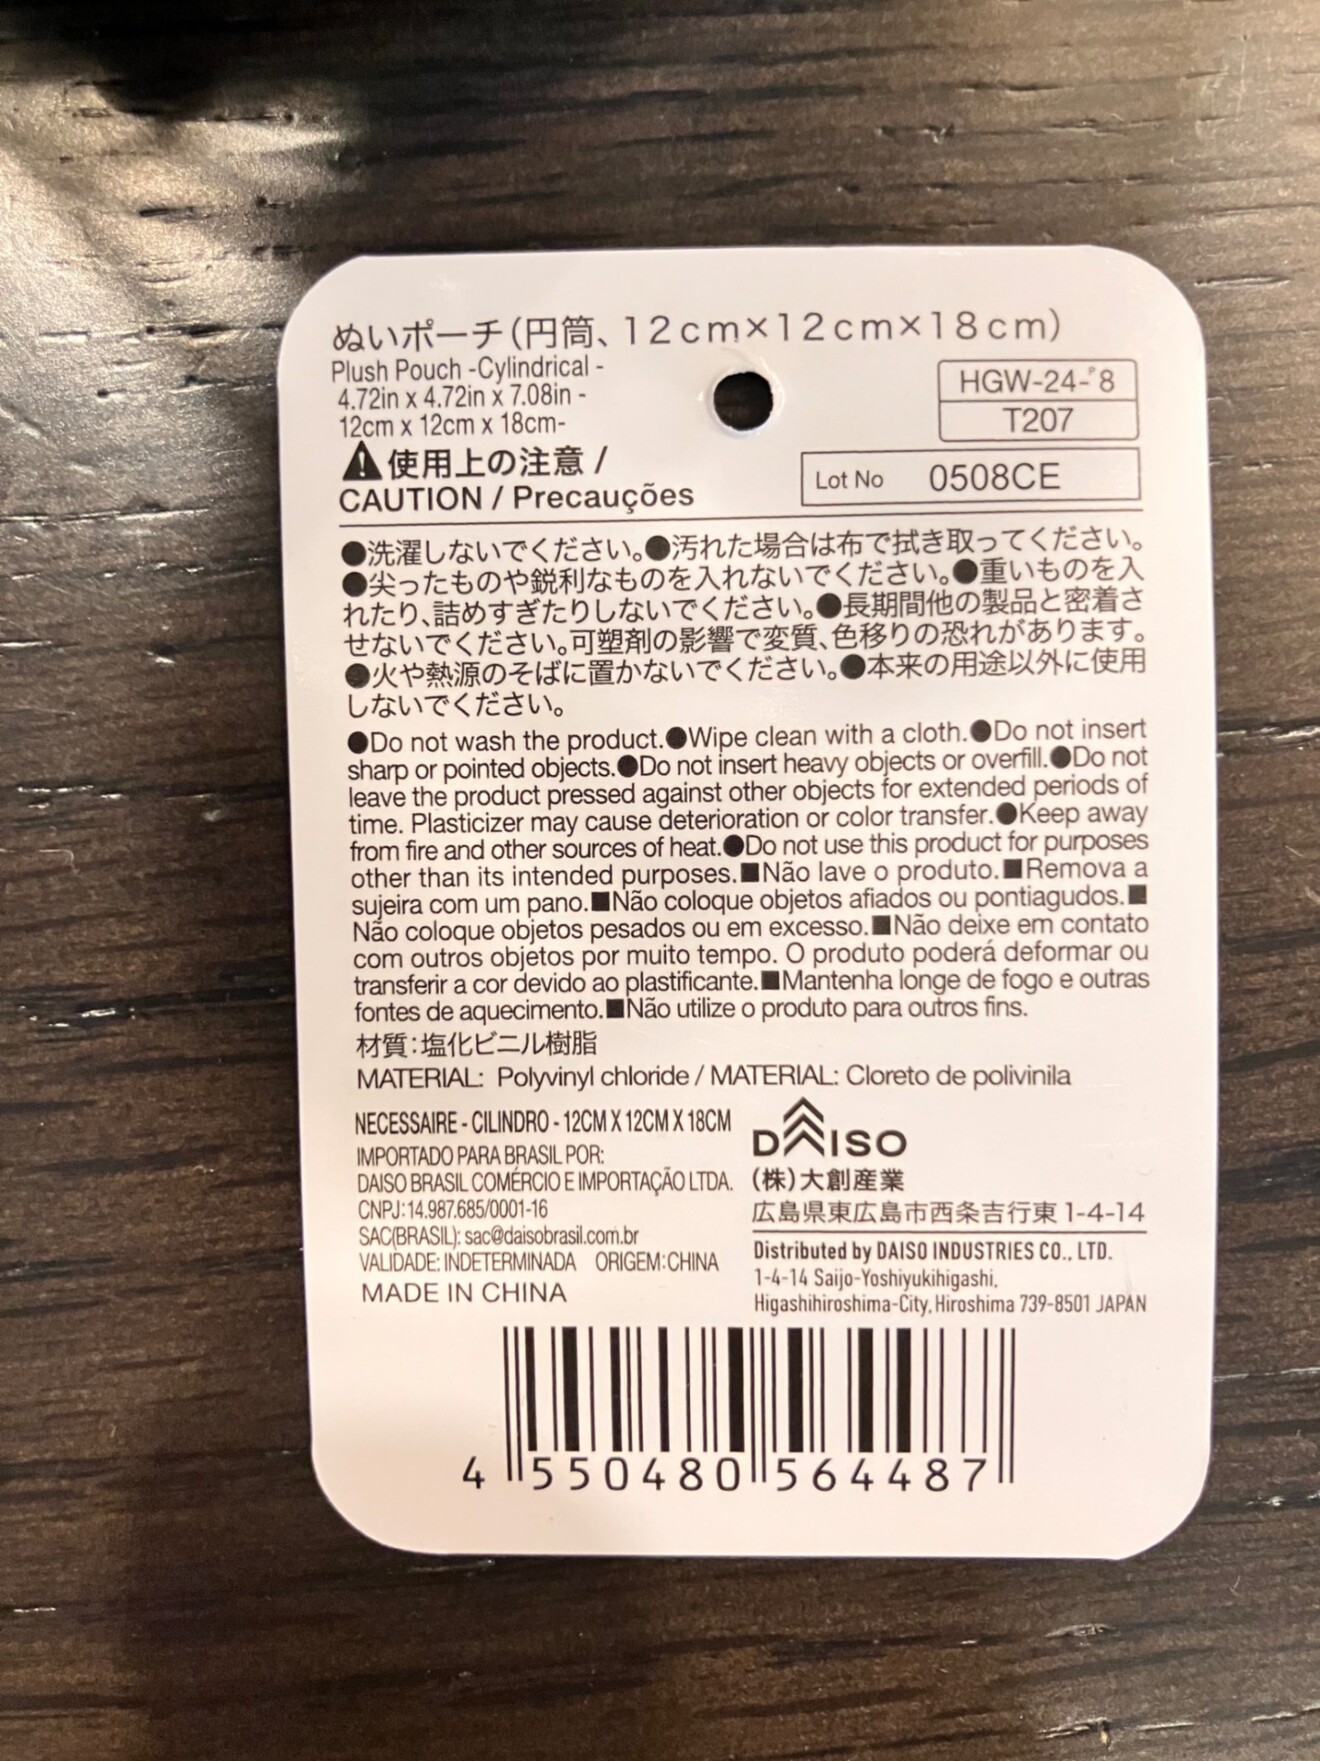 ぬいポーチ(円筒、12cm×12cm×18cm)
Plush Pouch -Cylindrical -
4.72in x 4.72in x 7.08in -
12cm x 12cm x 18cm-
HGW-24-゜8
T207
使用上の注意 /
CAUTION / Precauções
Lot No 0508CE
●洗濯しないでください。●汚れた場合は布で拭き取ってください。
●尖ったものや鋭利なものを入れないでください。●重いものを入
れたり、詰めすぎたりしないでください。●長期間他の製品と密着さ
せないでください。可塑剤の影響で変質、色移りの恐れがあります。
●火や熱源のそばに置かないでください。●本来の用途以外に使用
しないでください。
●Do not wash the product.●Wipe clean with a cloth.●Do not insert
sharp or pointed objects.●Do not insert heavy objects or overfill.●Do not
leave the product pressed against other objects for extended periods of
time. Plasticizer may cause deterioration or color transfer.●Keep away
from fire and other sources of heat.●Do not use this product for purposes
other than its intended purposes.■Não lave o produto.■Remova a
sujeira com um pano.■Não coloque objetos afiados ou pontiagudos.■
Não coloque objetos pesados ou em excesso.■Não deixe em contato
com outros objetos por muito tempo. O produto poderá deformar ou
transferir a cor devido ao plastificante.■Mantenha longe de fogo e outras
fontes de aquecimento.■Não utilize o produto para outros fins.
材質:塩化ビニル樹脂
MATERIAL: Polyvinyl chloride / MATERIAL: Cloreto de polivinila
NECESSAIRE - CILINDRO - 12CM X 12CM X 18CM
IMPORTADO PARA BRASIL POR:
DAISO BRASIL COMÉRCIO E IMPORTAÇÃO LTDA.
CNPJ:14.987.685/0001-16
SAC(BRASIL): sac@daisobrasil.com.br
VALIDADE: INDETERMINADA ORIGEM:CHINA
MADE IN CHINA
DAISO
(株)大創産業
広島県東広島市西条吉行東 1-4-14
Distributed by DAISO INDUSTRIES CO., LTD.
1-4-14 Saijo-Yoshiyukihigashi,
Higashihiroshima-City, Hiroshima 739-8501 JAPAN
4 550480 564487